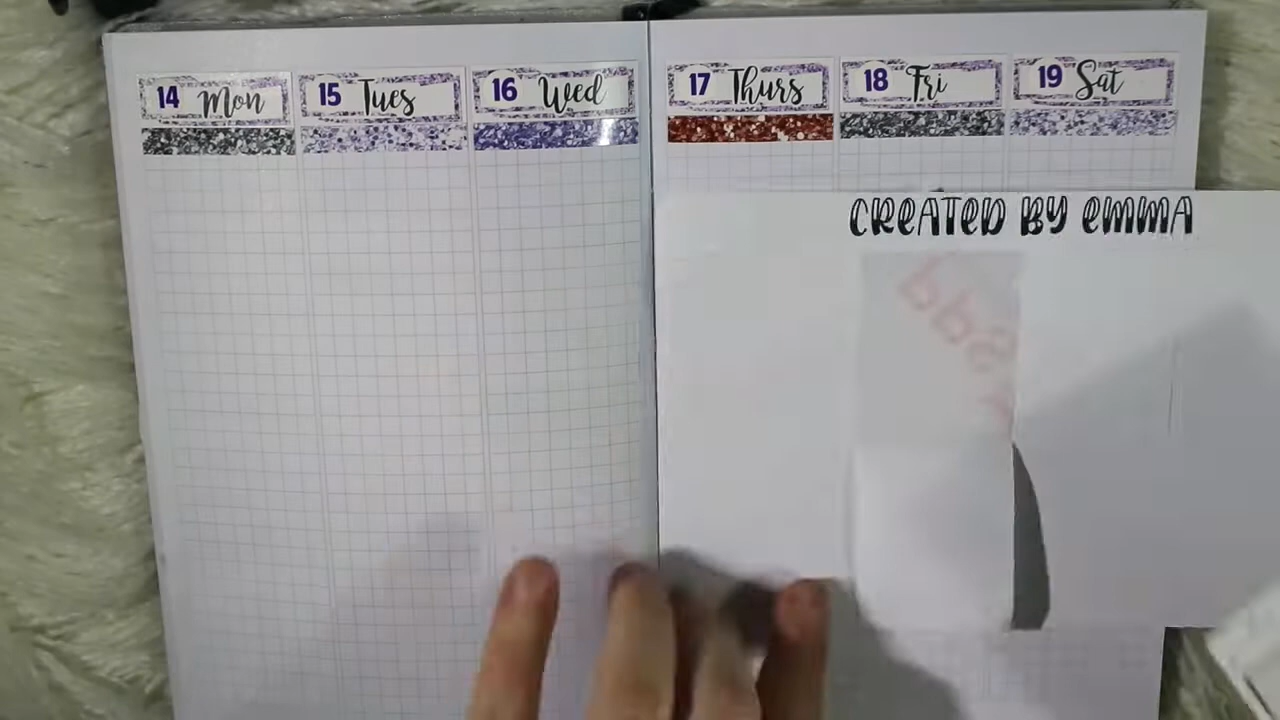 14 Mon
15 Tues
16 Wed
17 Thurs
18 Fri
19 Sat
CREATED BY EMMA